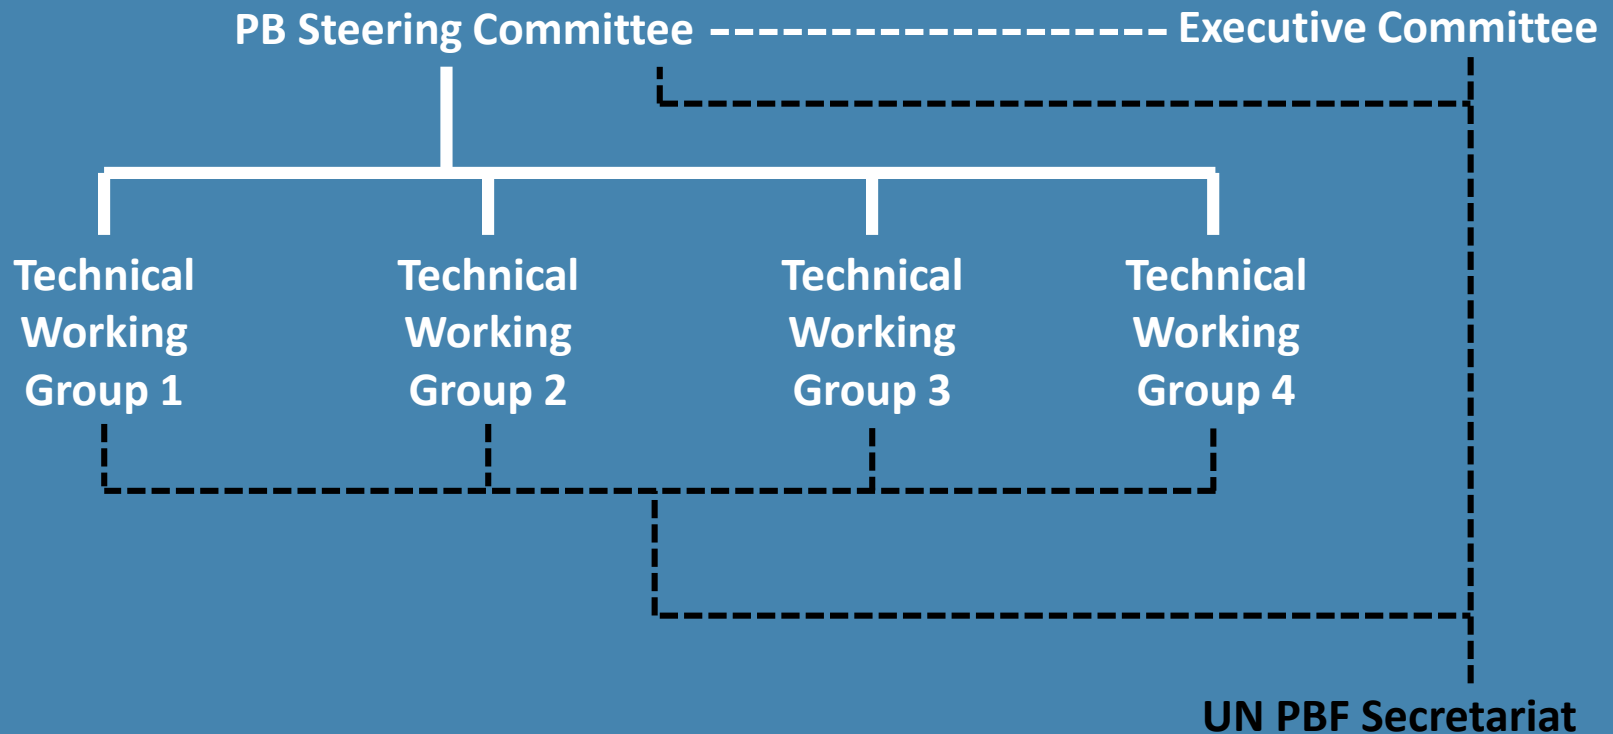 PB Steering Committee
Executive Committee
Technical
Working
Group 1
Technical
Working
Group 2
Technical
Working
Group 3
Technical
Working
Group 4
UN PBF Secretariat